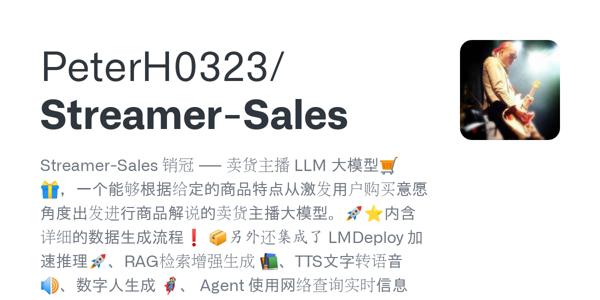 PeterH0323/
Streamer-Sales
Streamer-Sales 销冠 —— 卖货主播 LLM 大模型🛒
🎁，一个能够根据给定的商品特点从激发用户购买意愿
角度出发进行商品解说的卖货主播大模型。🚀⭐内含
详细的数据生成流程❗ 📦另外还集成了 LMDeploy 加
速推理🚀、RAG检索增强生成 📚、TTS文字转语音
🔊、数字人生成 🦸、 Agent 使用网络查询实时信息